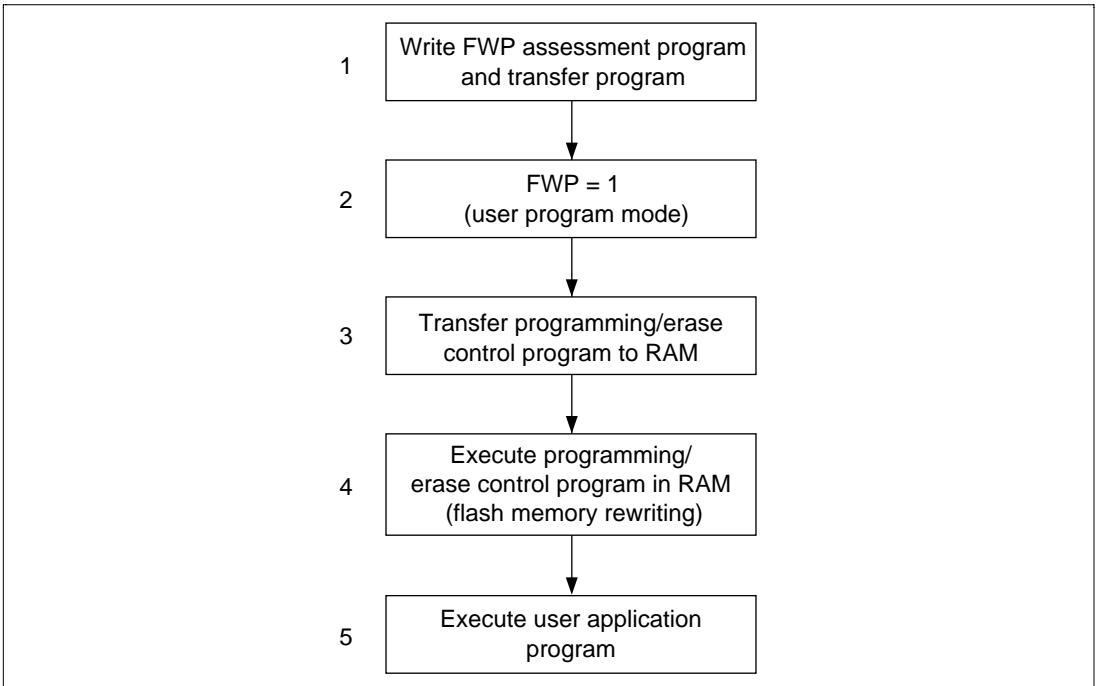 1
Write FWP assessment program
and transfer program
2
FWP = 1
(user program mode)
3
Transfer programming/erase
control program to RAM
4
Execute programming/
erase control program in RAM
(flash memory rewriting)
5
Execute user application
program